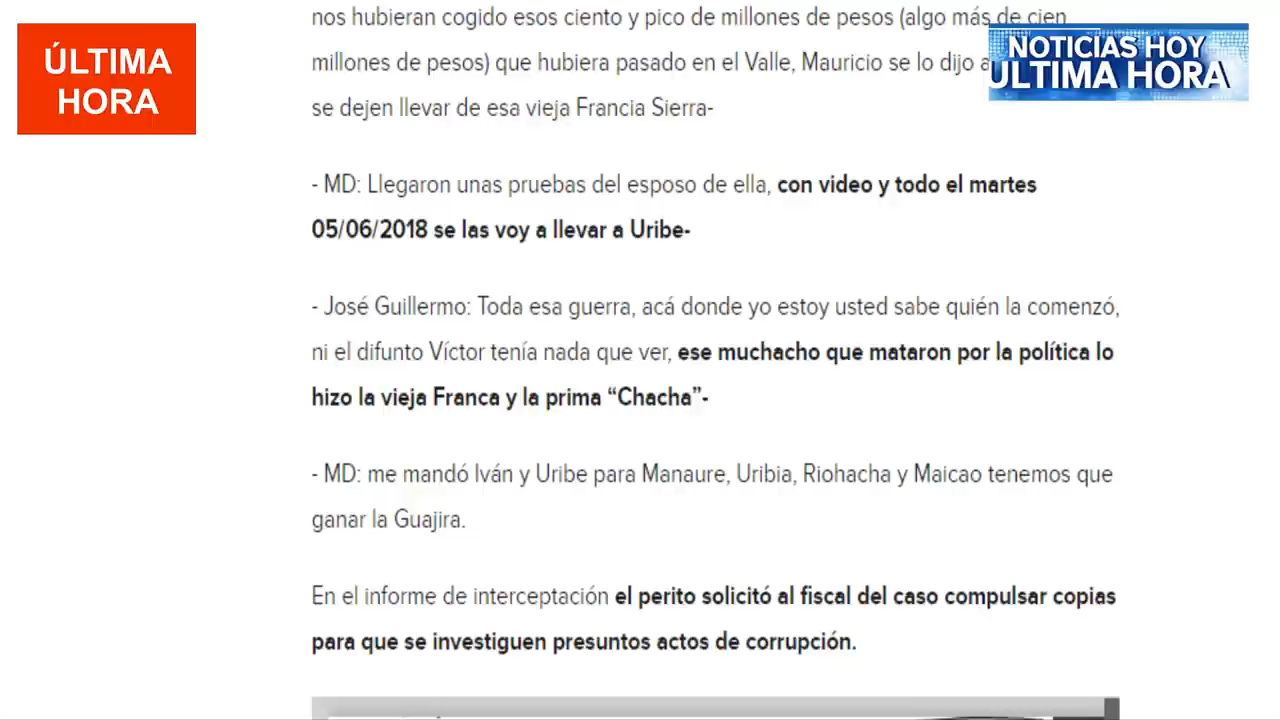 ÚLTIMA
HORA
NOTICIAS HOY
ULTIMA HORA
nos hubieran cogido esos ciento y pico de millones de pesos (algo más de cien
millones de pesos) que hubiera pasado en el Valle, Mauricio se lo dijo a
se dejen llevar de esa vieja Francia Sierra-
- MD: Llegaron unas pruebas del esposo de ella, con video y todo el martes
05/06/2018 se las voy a llevar a Uribe-
- José Guillermo: Toda esa guerra, acá donde yo estoy usted sabe quién la comenzó,
ni el difunto Víctor tenía nada que ver, ese muchacho que mataron por la política lo
hizo la vieja Franca y la prima “Chacha”-
- MD: me mandó Iván y Uribe para Manaure, Uribia, Riohacha y Maicao tenemos que
ganar la Guajira.
En el informe de interceptación el perito solicitó al fiscal del caso compulsar copias
para que se investiguen presuntos actos de corrupción.